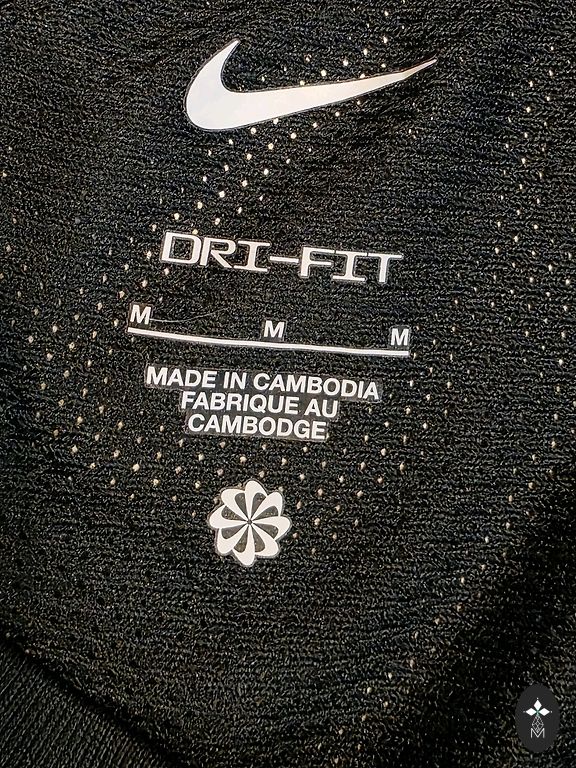 DRI-FIT
M M M
MADE IN CAMBODIA
FABRIQUE AU
CAMBODGE
M